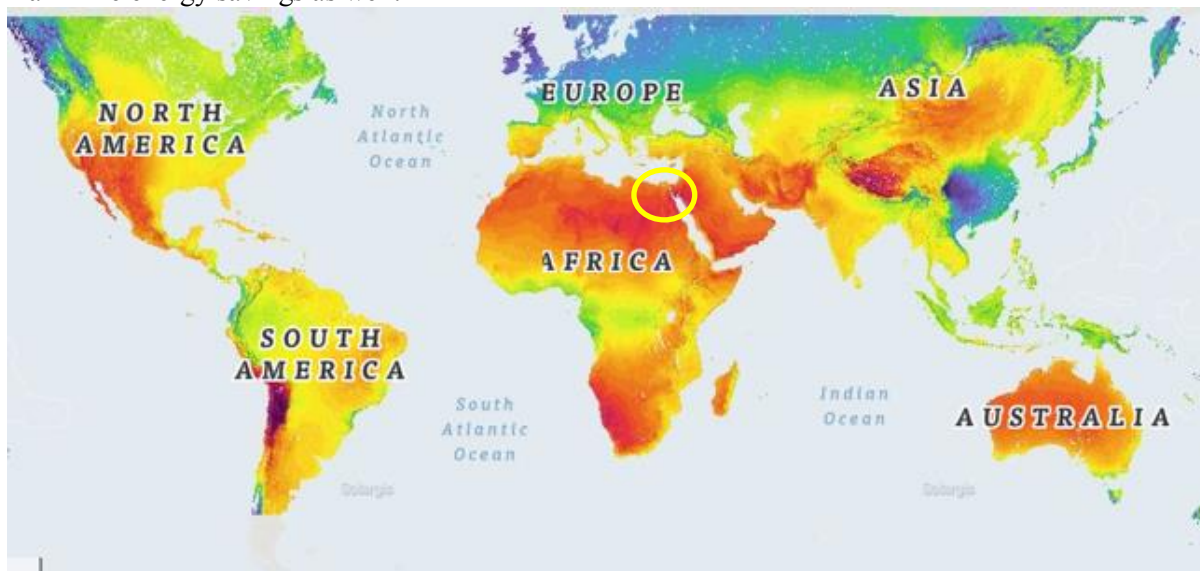 NORTH
AMERICA
North
Atlantic
Ocean
EUROPE
ASIA
AFRICA
SOUTH
AMERICA
South
Atlantic
Ocean
Indian
Ocean
AUSTRALIA
Solargis
Solargis